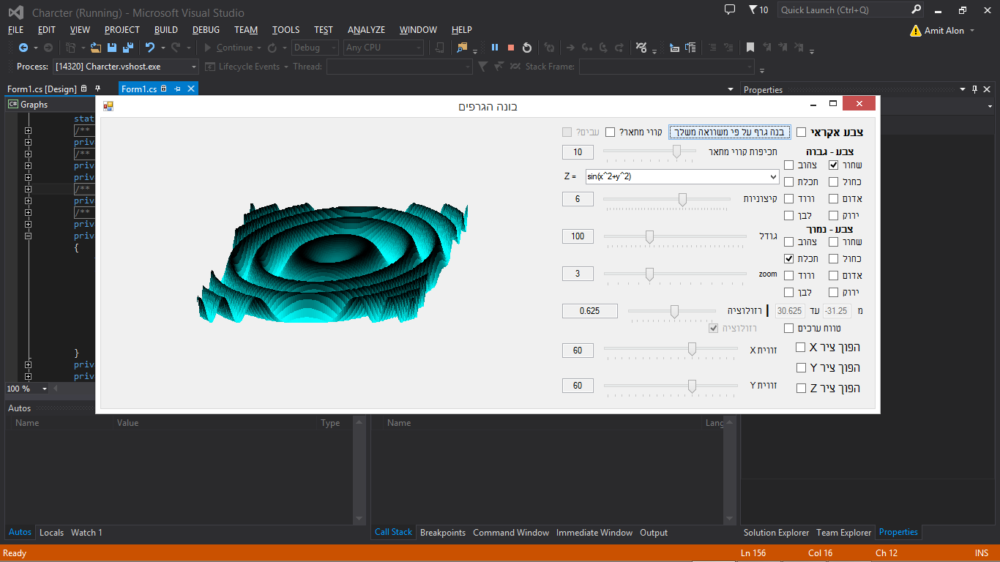 Charcter (Running) - Microsoft Visual Studio
10
Quick Launch (Ctrl+Q)
FILE EDIT VIEW PROJECT BUILD DEBUG TEAM TOOLS TEST ANALYZE WINDOW HELP
Amit Alon
Continue Debug Any CPU
Process: [14320] Charcter.vshost.exe Lifecycle Events Thread: Stack Frame:
Form1.cs [Design] Form1.cs
Properties
Graphs
בונה הגרפים
stat
/**
priv
/**
priv
priv
/**
priv
/**
priv
priv
{
}
priv
priv
צבע אקראי בנה גרף על פי משוואה משלך קווי מתאר? עבים?
תכיפות קווי מתאר 10
צבע - גברה
שחור צהוב
כחול תכלת
אדום ורוד
ירוק לבן
Z = sin(x^2+y^2)
קיצוניות 6
צבע - נמוך
שחור צהוב
כחול תכלת
אדום ורוד
ירוק לבן
גודל 100
zoom 3
מ -31.25 עד 30.625 רזולוציה 0.625
טווח ערכים רזולוציה
הפוך ציר X
הפוך ציר Y
הפוך ציר Z
זווית X 60
זווית Y 60
100 %
Autos
Name Value Type
Name Lang
Autos Locals Watch 1
Call Stack Breakpoints Command Window Immediate Window Output
Solution Explorer Team Explorer Properties
Ready Ln 156 Col 16 Ch 12 INS